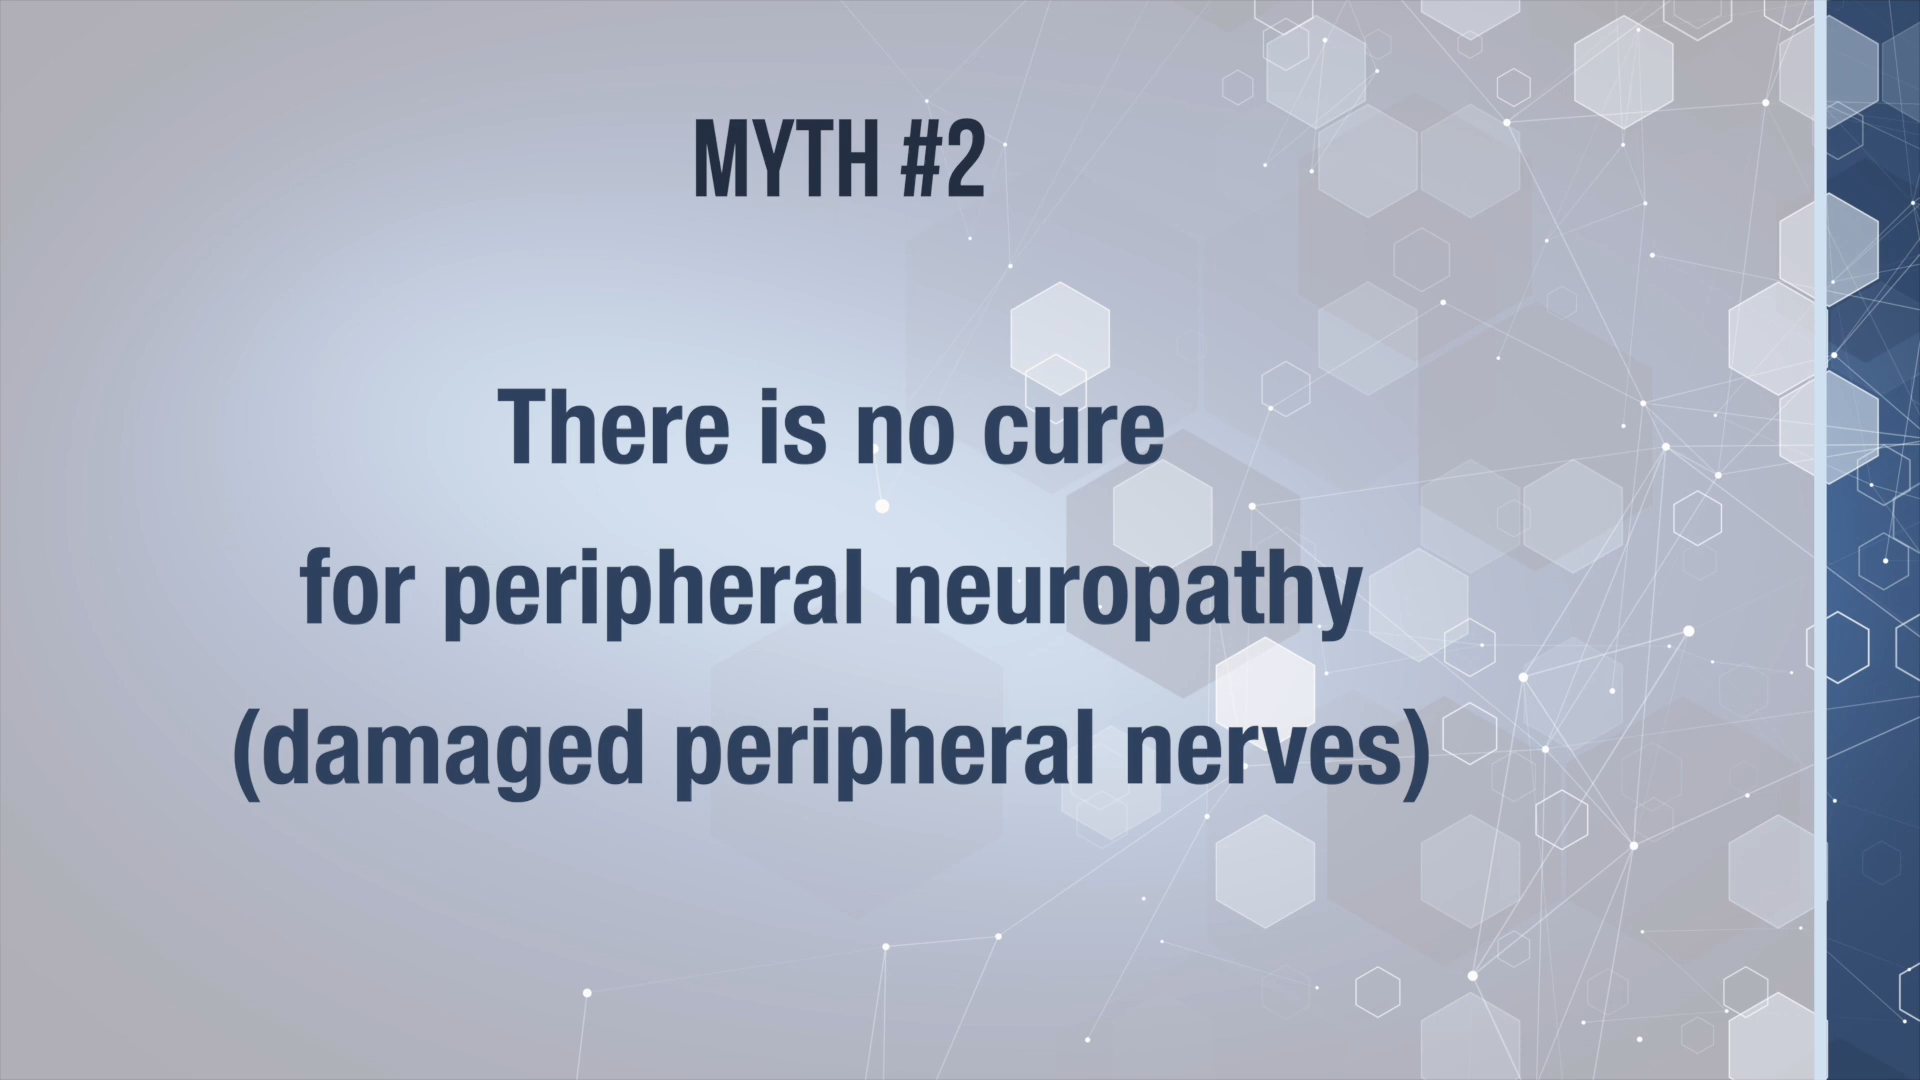 MYTH #2
There is no cure
for peripheral neuropathy
(damaged peripheral nerves)